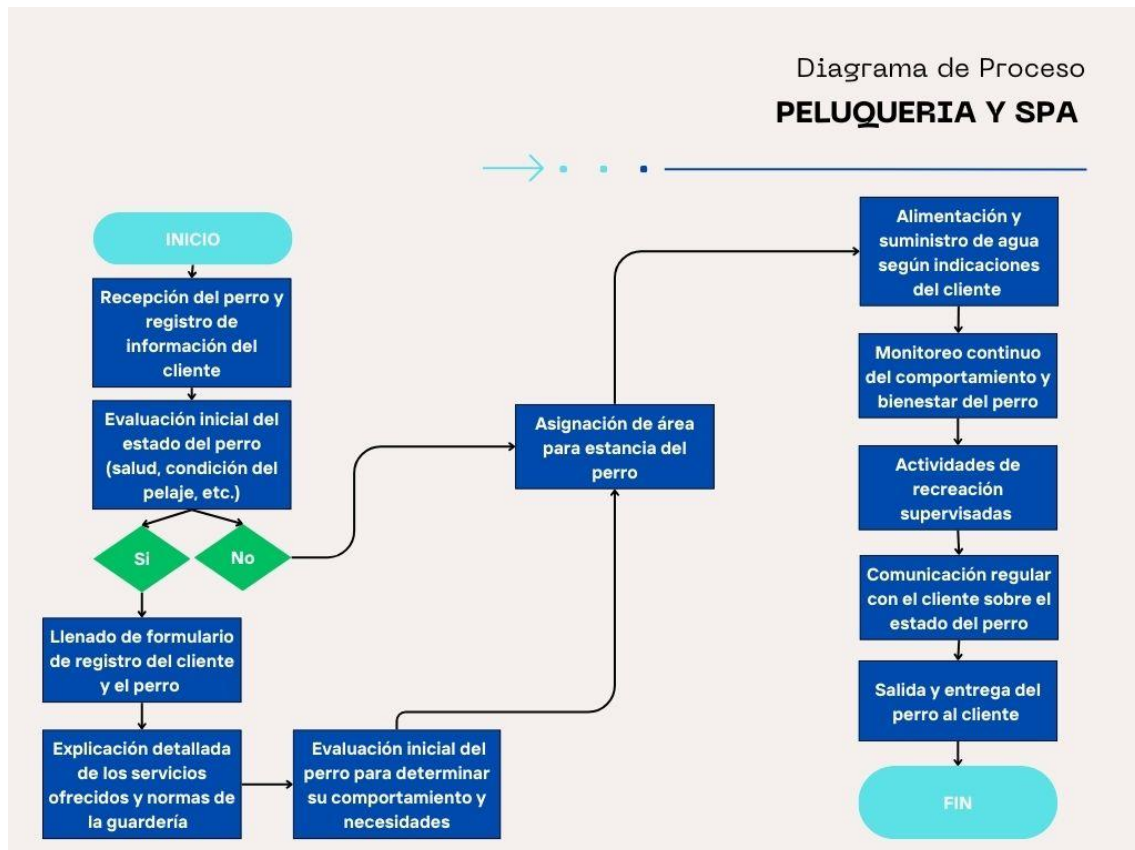 Diagrama de Proceso
PELUQUERIA Y SPA
INICIO
Recepción del perro y
registro de
información del
cliente
Evaluación inicial del
estado del perro
(salud, condición del
pelaje, etc.)
Si
No
Llenado de formulario
de registro del cliente
y el perro
Explicación detallada
de los servicios
ofrecidos y normas de
la guardería
Evaluación inicial del
perro para determinar
su comportamiento y
necesidades
Asignación de área
para estancia del
perro
Alimentación y
suministro de agua
según indicaciones
del cliente
Monitoreo continuo
del comportamiento y
bienestar del perro
Actividades de
recreación
supervisadas
Comunicación regular
con el cliente sobre el
estado del perro
Salida y entrega del
perro al cliente
FIN